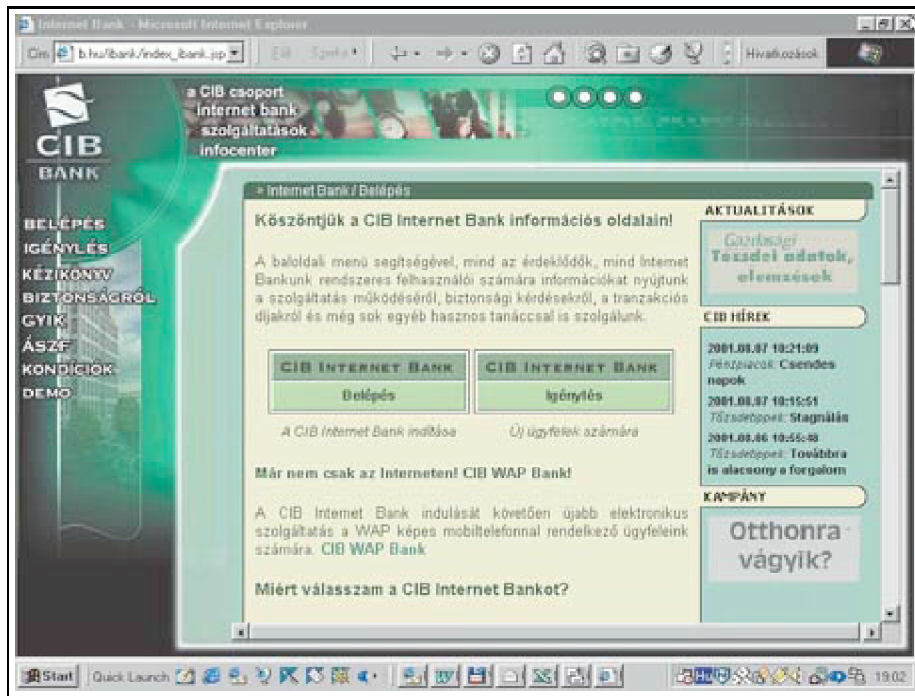 Internet Bank - Microsoft Internet Explorer
Cím b.hu/ibank/index_ibank.jsp
Hivatkozások
CIB
BANK
a CIB csoport
internet bank
szolgáltatások
infocenter
BELÉPÉS
IGÉNYLÉS
KÉZIKÖNYV
BIZTONSÁGRÓL
GYIK
ÁSZF
KONDÍCIÓK
DEMO
» Internet Bank / Belépés
Köszöntjük a CIB Internet Bank információs oldalain!
A baloldali menü segítségével, mind az érdeklődők, mind Internet
Bankunk rendszeres felhasználói számára információkat nyújtunk
a szolgáltatás működéséről, biztonsági kérdésekről, a tranzakciós
díjakról és még sok egyéb hasznos tanáccsal is szolgálunk.
CIB INTERNET BANK
Belépés
A CIB Internet Bank indítása
CIB INTERNET BANK
Igénylés
Új ügyfelek számára
Már nem csak az Interneten! CIB WAP Bank!
A CIB Internet Bank indulását követően újabb elektronikus
szolgáltatás a WAP képes mobiltelefonnal rendelkező ügyfeleink
számára. CIB WAP Bank
Miért válasszam a CIB Internet Bankot?
AKTUALITÁSOK
Gazdasági
Tőzsdei adatok,
elemzések
CIB HÍREK
2001.08.07 10:21:09
Pénzpiacok: Csendes
napok
2001.08.07 10:15:51
Tőzsdetippek: Stagnálás
2001.08.06 10:55:48
Tőzsdetippek: Továbbra
is alacsony a forgalom
KAMPÁNY
Otthonra
vágyik?
Start
Quick Launch
Hu
19:02